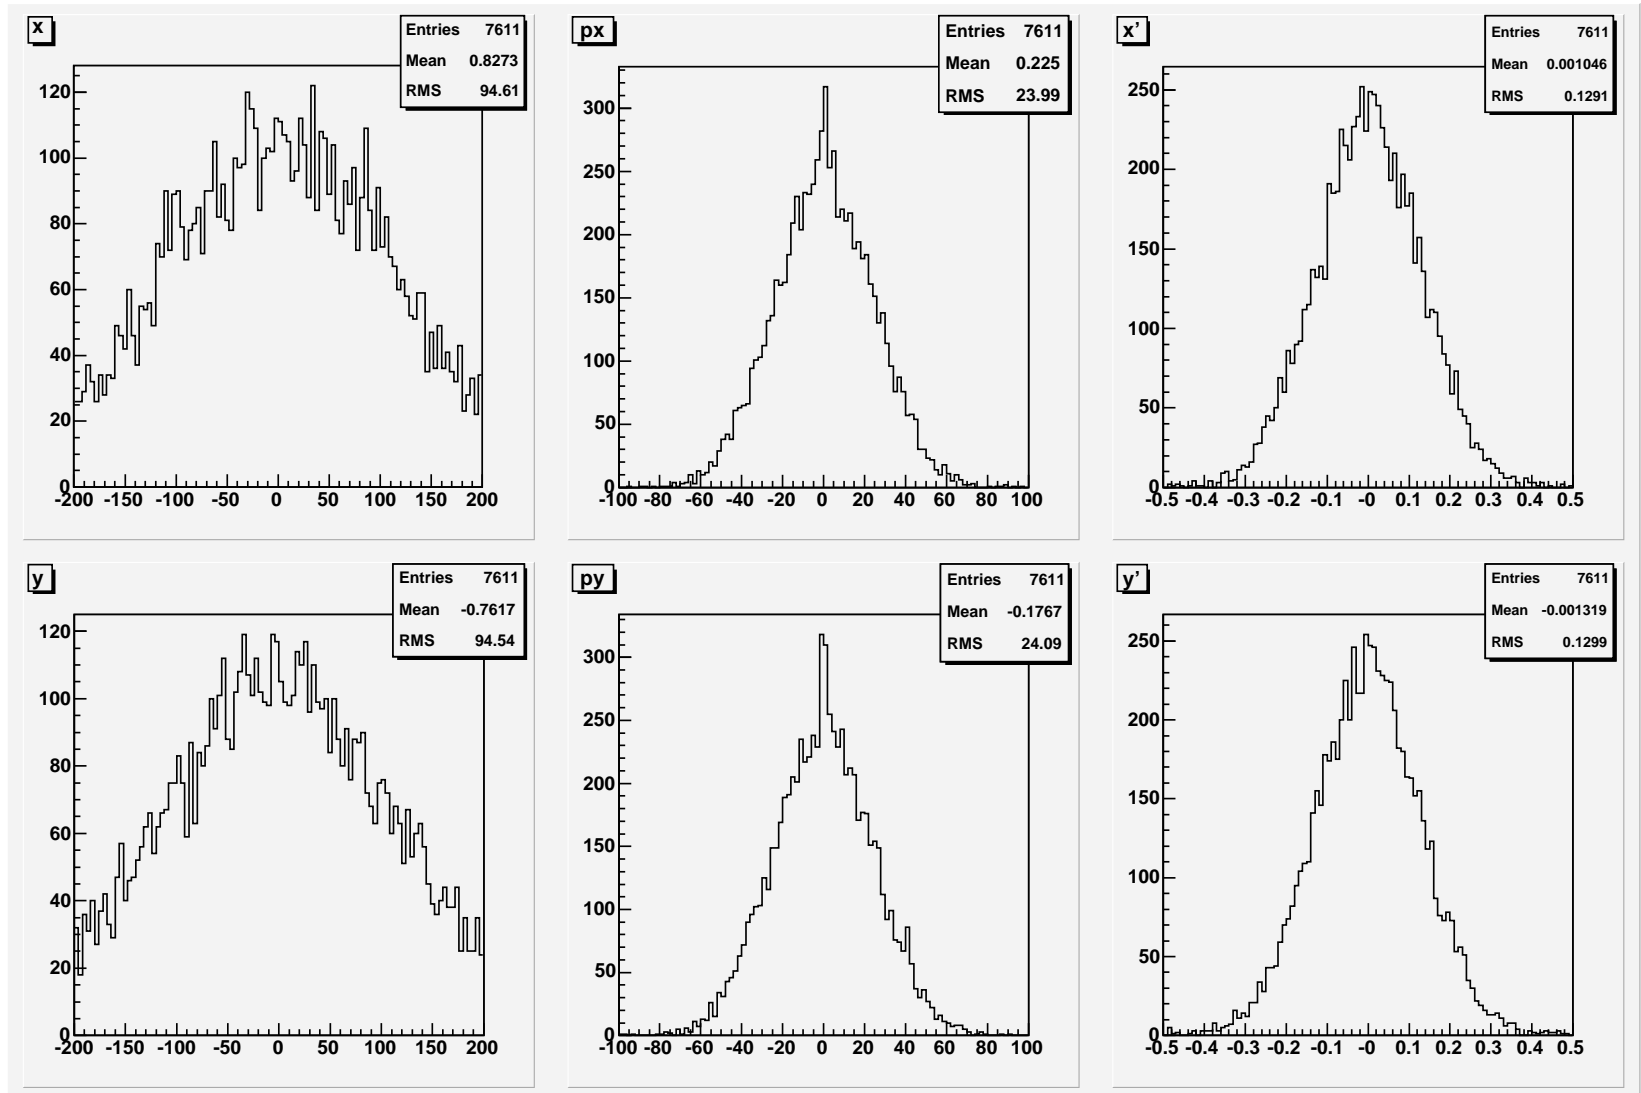 x
Entries 7611
Mean 0.8273
RMS 94.61
120
100
80
60
40
20
0
-200 -150 -100 -50 0 50 100 150 200
px
Entries 7611
Mean 0.225
RMS 23.99
300
250
200
150
100
50
0
-100 -80 -60 -40 -20 0 20 40 60 80 100
x'
Entries 7611
Mean 0.001046
RMS 0.1291
250
200
150
100
50
0
-0.5 -0.4 -0.3 -0.2 -0.1 -0 0.1 0.2 0.3 0.4 0.5
y
Entries 7611
Mean -0.7617
RMS 94.54
120
100
80
60
40
20
0
-200 -150 -100 -50 0 50 100 150 200
py
Entries 7611
Mean -0.1767
RMS 24.09
300
250
200
150
100
50
0
-100 -80 -60 -40 -20 0 20 40 60 80 100
y'
Entries 7611
Mean -0.001319
RMS 0.1299
250
200
150
100
50
0
-0.5 -0.4 -0.3 -0.2 -0.1 -0 0.1 0.2 0.3 0.4 0.5